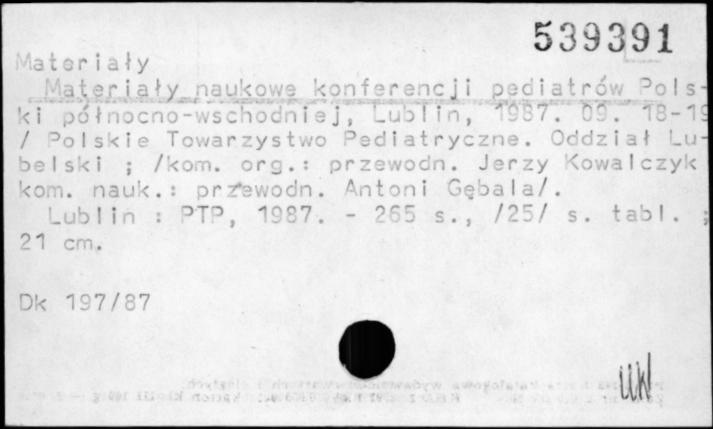 539391
Materiały
Materiały naukowe konferencji pediatrów Pols-
ki północno-wschodniej, Lublin, 1987. 09. 18-19
/ Polskie Towarzystwo Pediatryczne. Oddział Lu-
belski ; /kom. org.: przewodn. Jerzy Kowalczyk
kom. nauk.: przewodn. Antoni Gębala/.
Lublin : PTP, 1987. - 265 s., /25/ s. tabl. ;
21 cm.
Dk 197/87